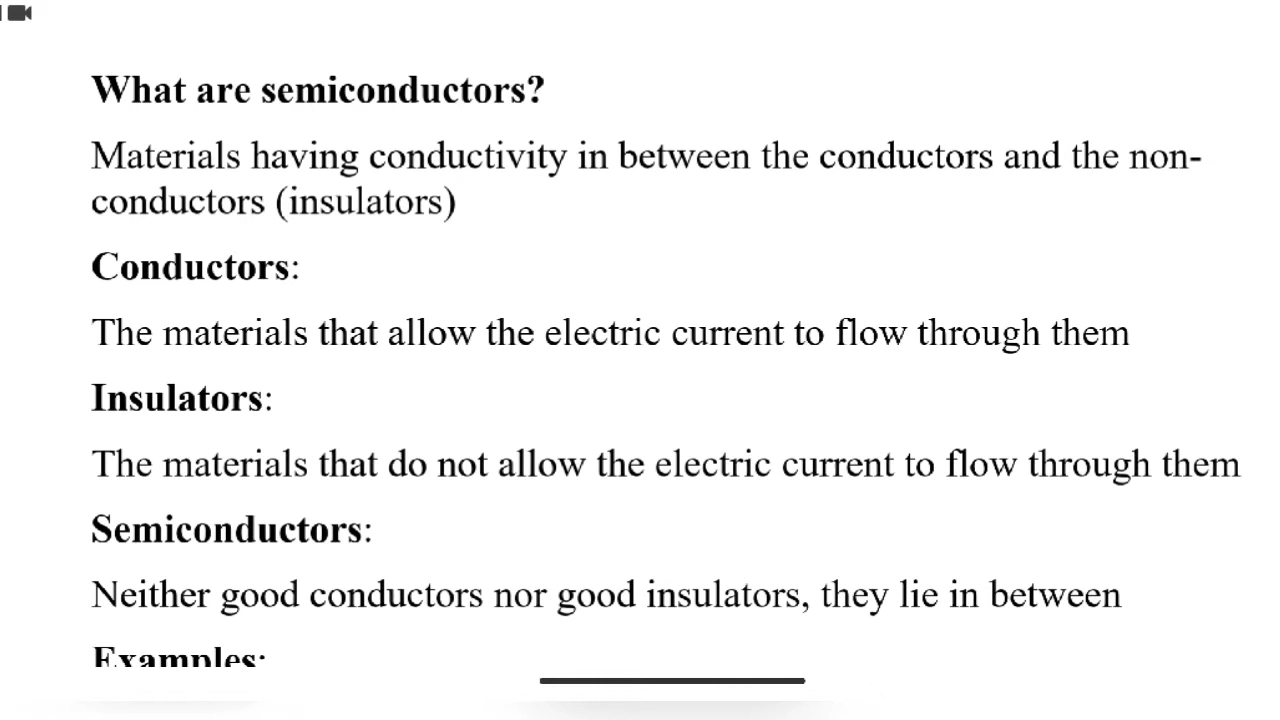 What are semiconductors?
Materials having conductivity in between the conductors and the non-
conductors (insulators)
Conductors:
The materials that allow the electric current to flow through them
Insulators:
The materials that do not allow the electric current to flow through them
Semiconductors:
Neither good conductors nor good insulators, they lie in between
Examples: